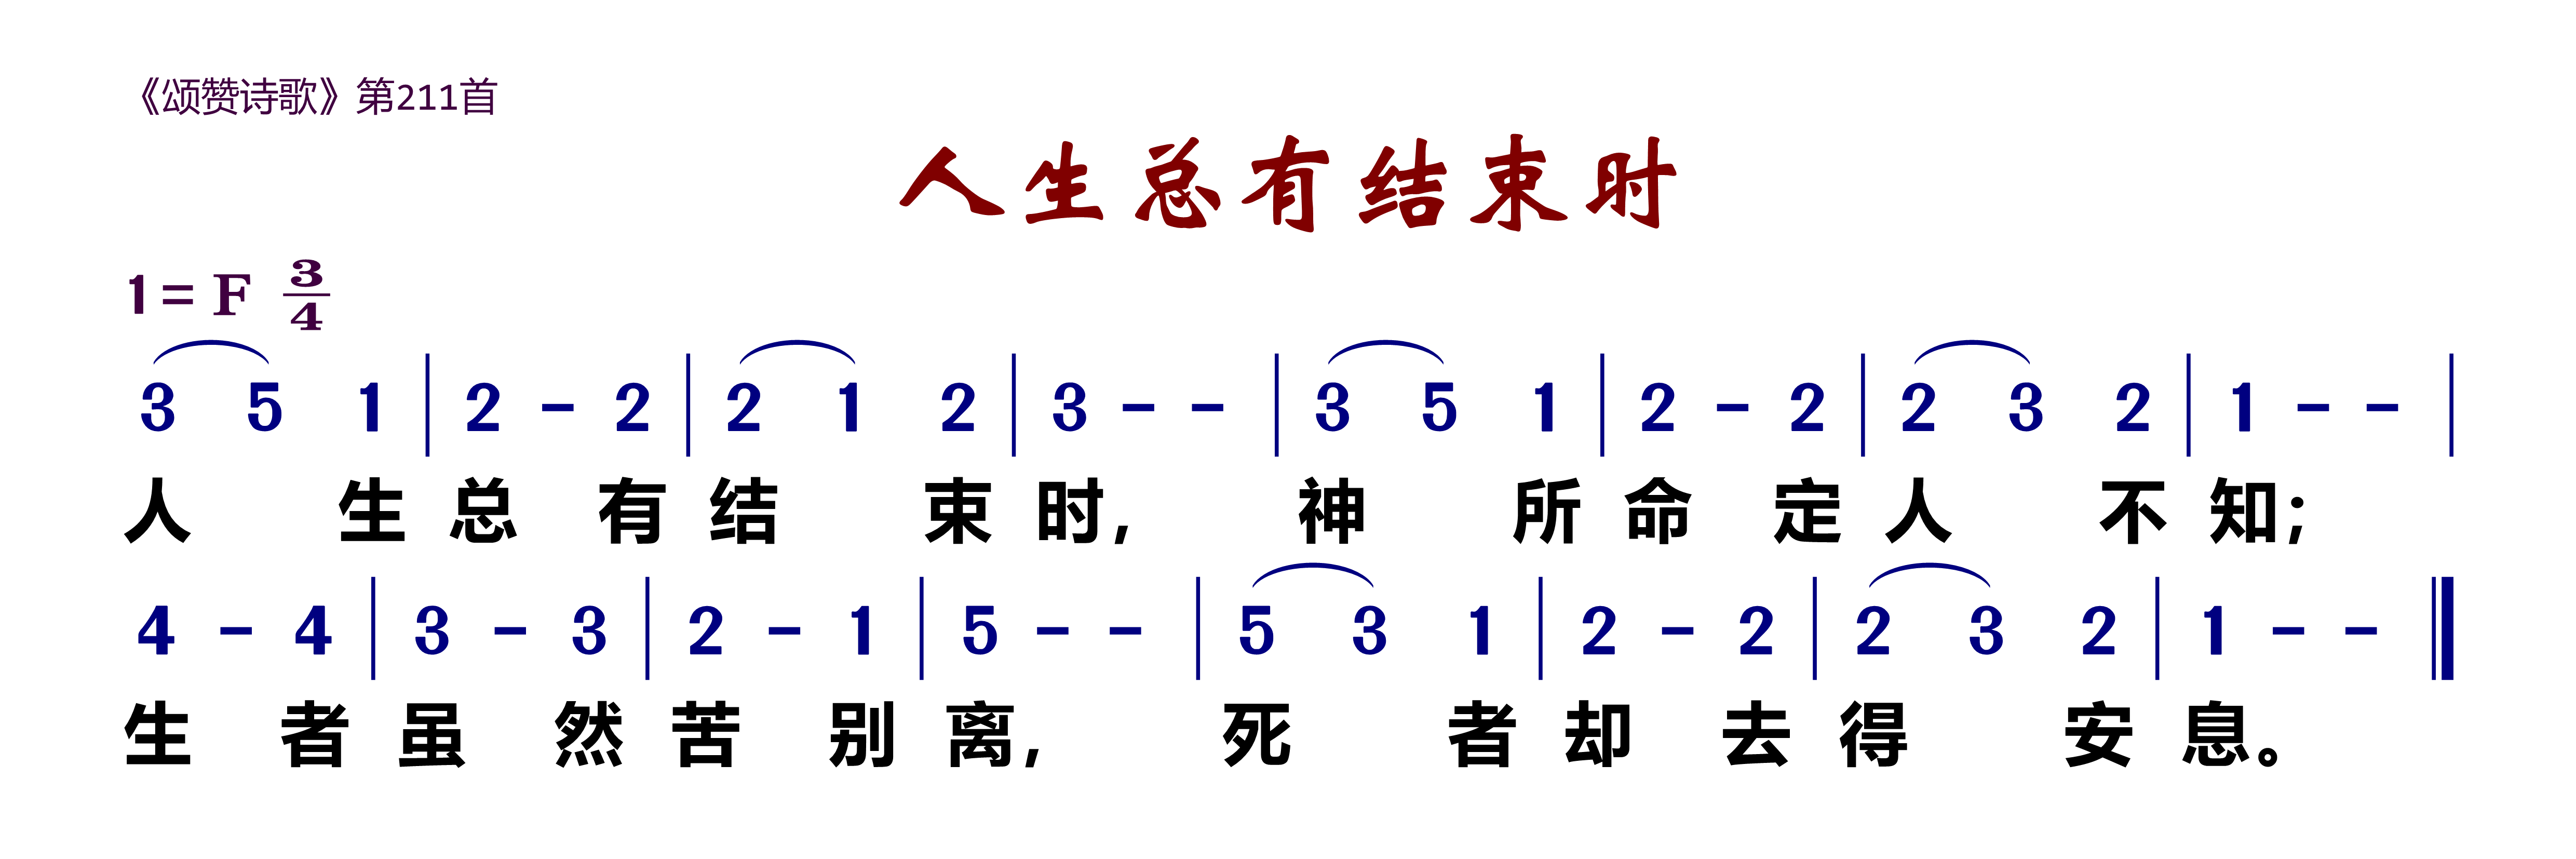 《颂赞诗歌》第211首
人生总有结束时
1 = F 3/4
3 5 1 | 2 - 2 | 2 1 2 | 3 - - | 3 5 1 | 2 - 2 | 2 3 2 | 1 - - |
人 生 总 有 结 束 时, 神 所 命 定 人 不 知;
4 - 4 | 3 - 3 | 2 - 1 | 5 - - | 5 3 1 | 2 - 2 | 2 3 2 | 1 - - ‖
生 者 虽 然 苦 别 离, 死 者 却 去 得 安 息。